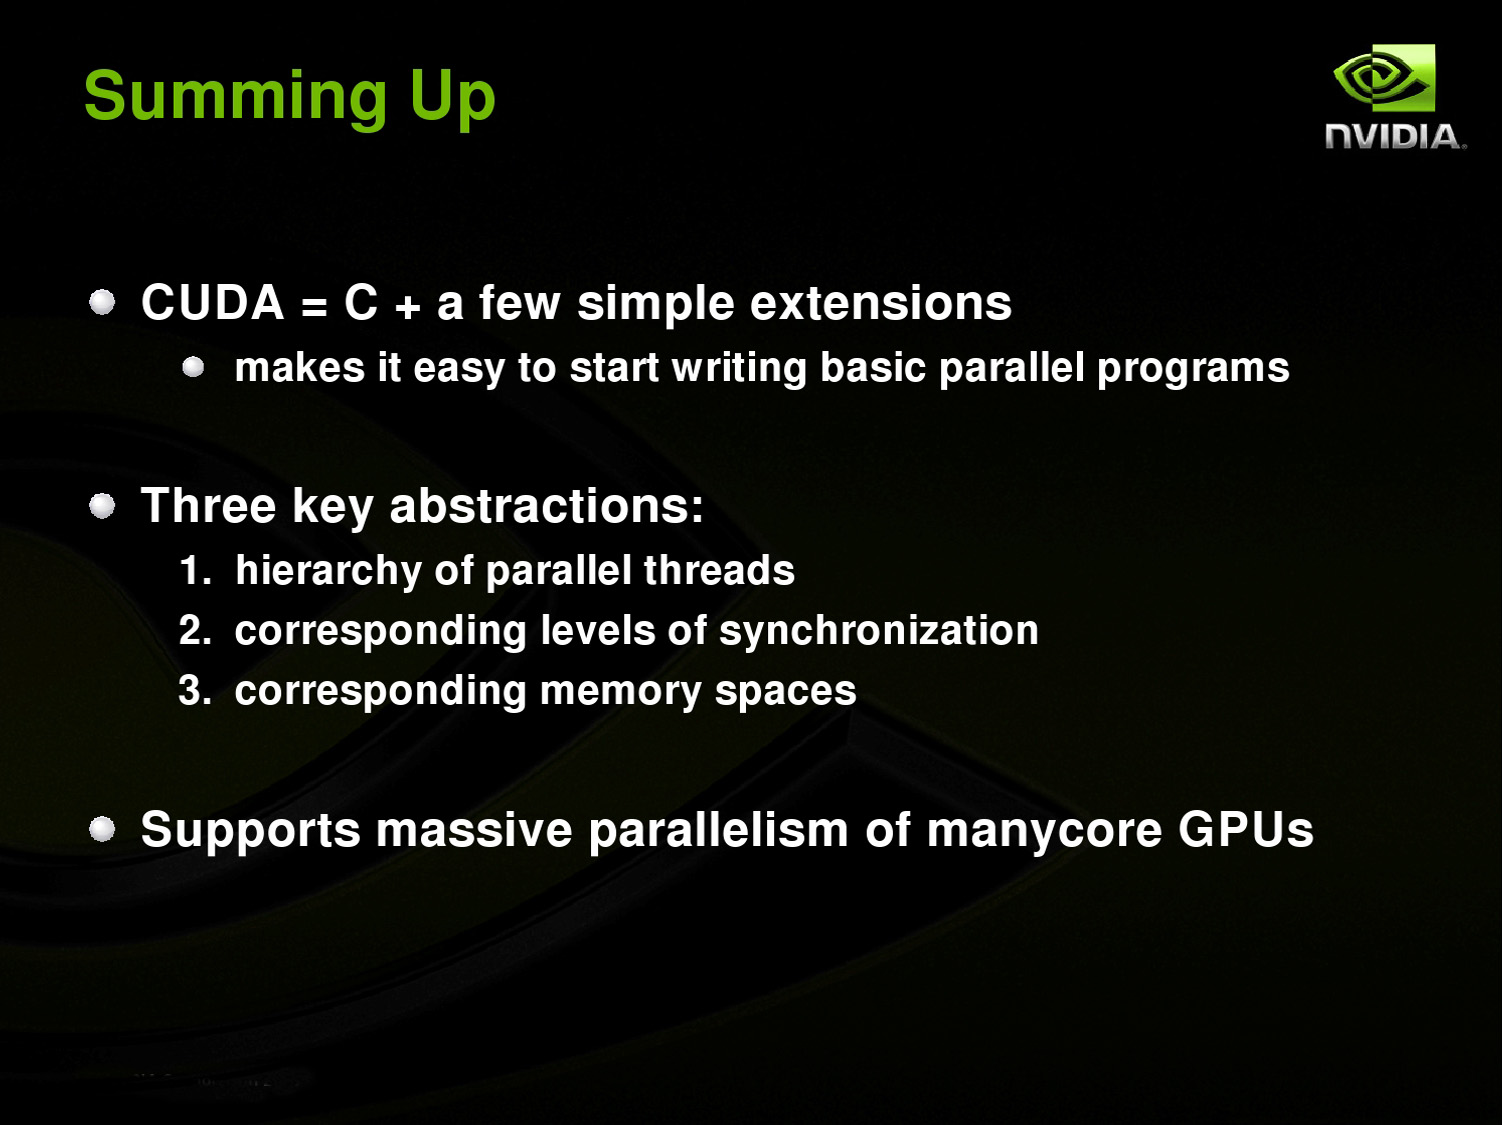 Summing Up
NVIDIA®
CUDA = C + a few simple extensions
makes it easy to start writing basic parallel programs
Three key abstractions:
1. hierarchy of parallel threads
2. corresponding levels of synchronization
3. corresponding memory spaces
Supports massive parallelism of manycore GPUs